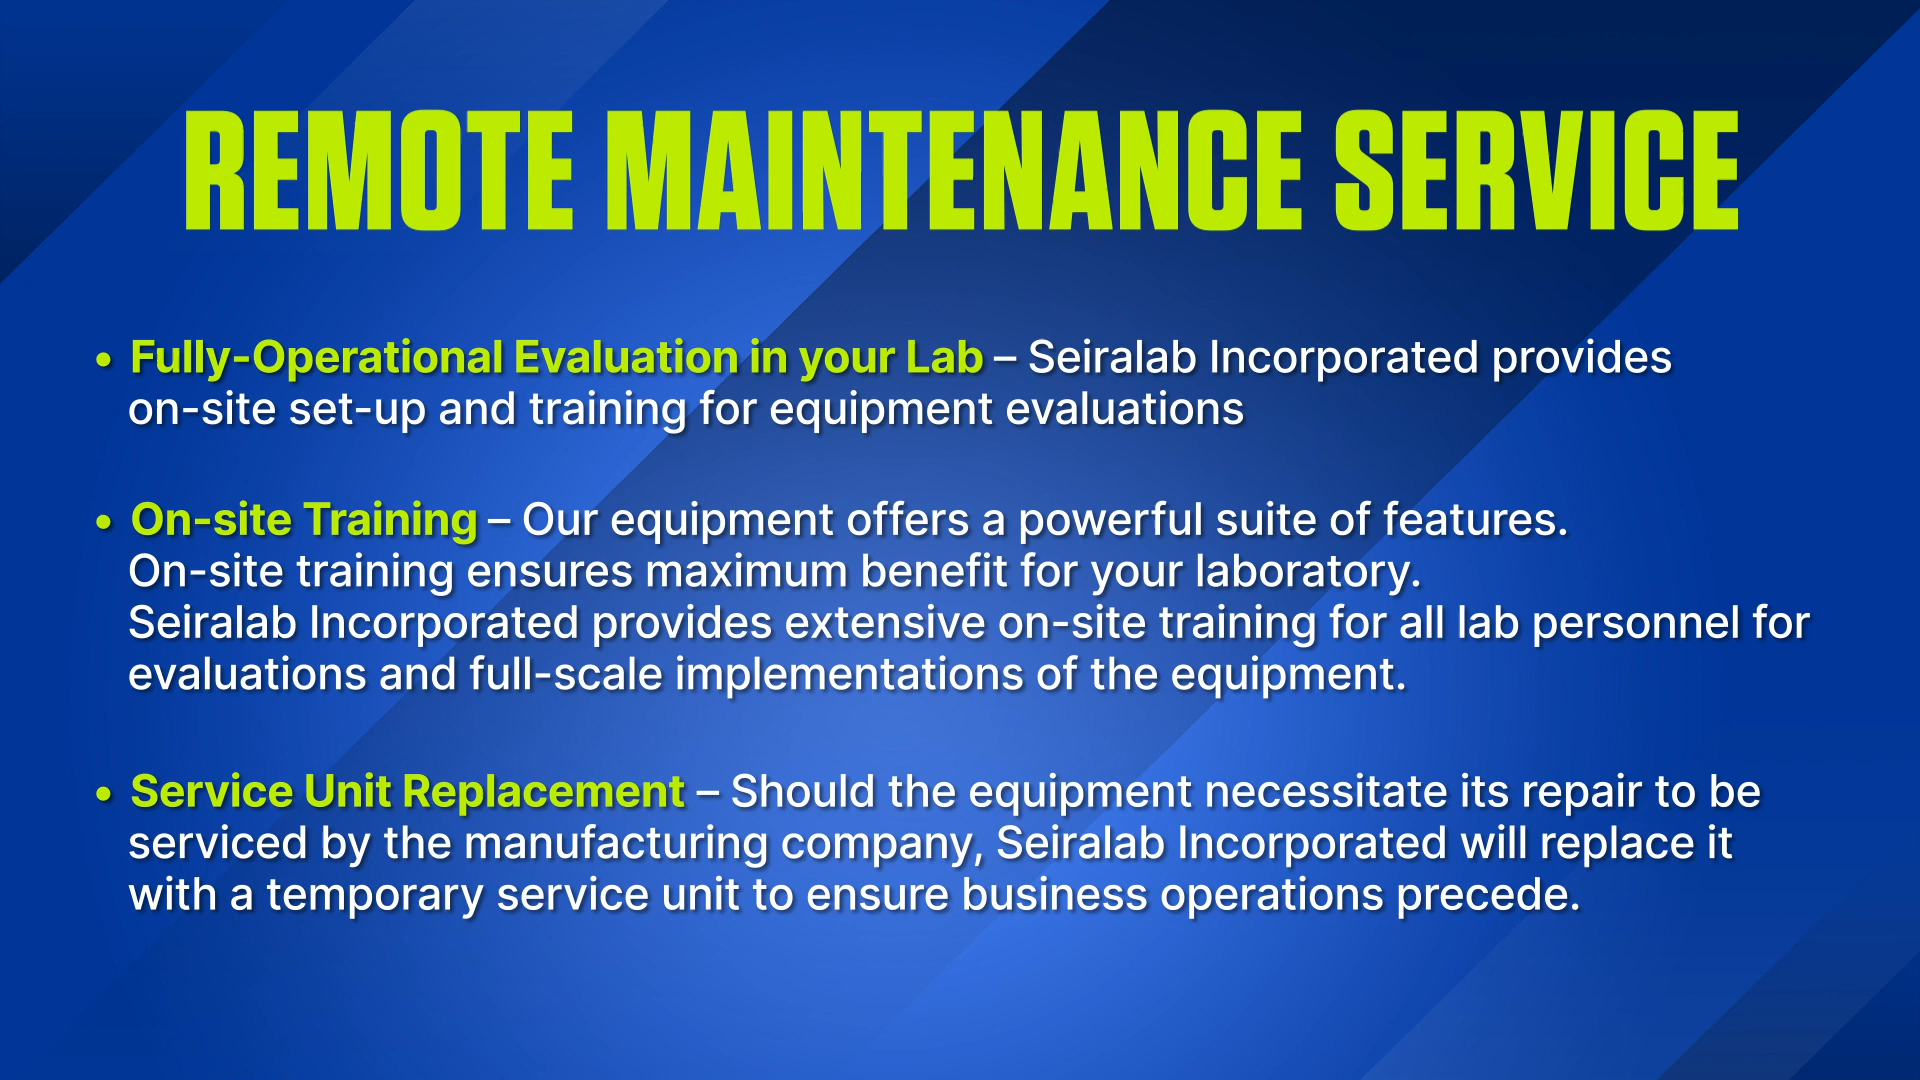 REMOTE MAINTENANCE SERVICE
• Fully-Operational Evaluation in your Lab – Seiralab Incorporated provides
on-site set-up and training for equipment evaluations
• On-site Training – Our equipment offers a powerful suite of features.
On-site training ensures maximum benefit for your laboratory.
Seiralab Incorporated provides extensive on-site training for all lab personnel for
evaluations and full-scale implementations of the equipment.
• Service Unit Replacement – Should the equipment necessitate its repair to be
serviced by the manufacturing company, Seiralab Incorporated will replace it
with a temporary service unit to ensure business operations precede.